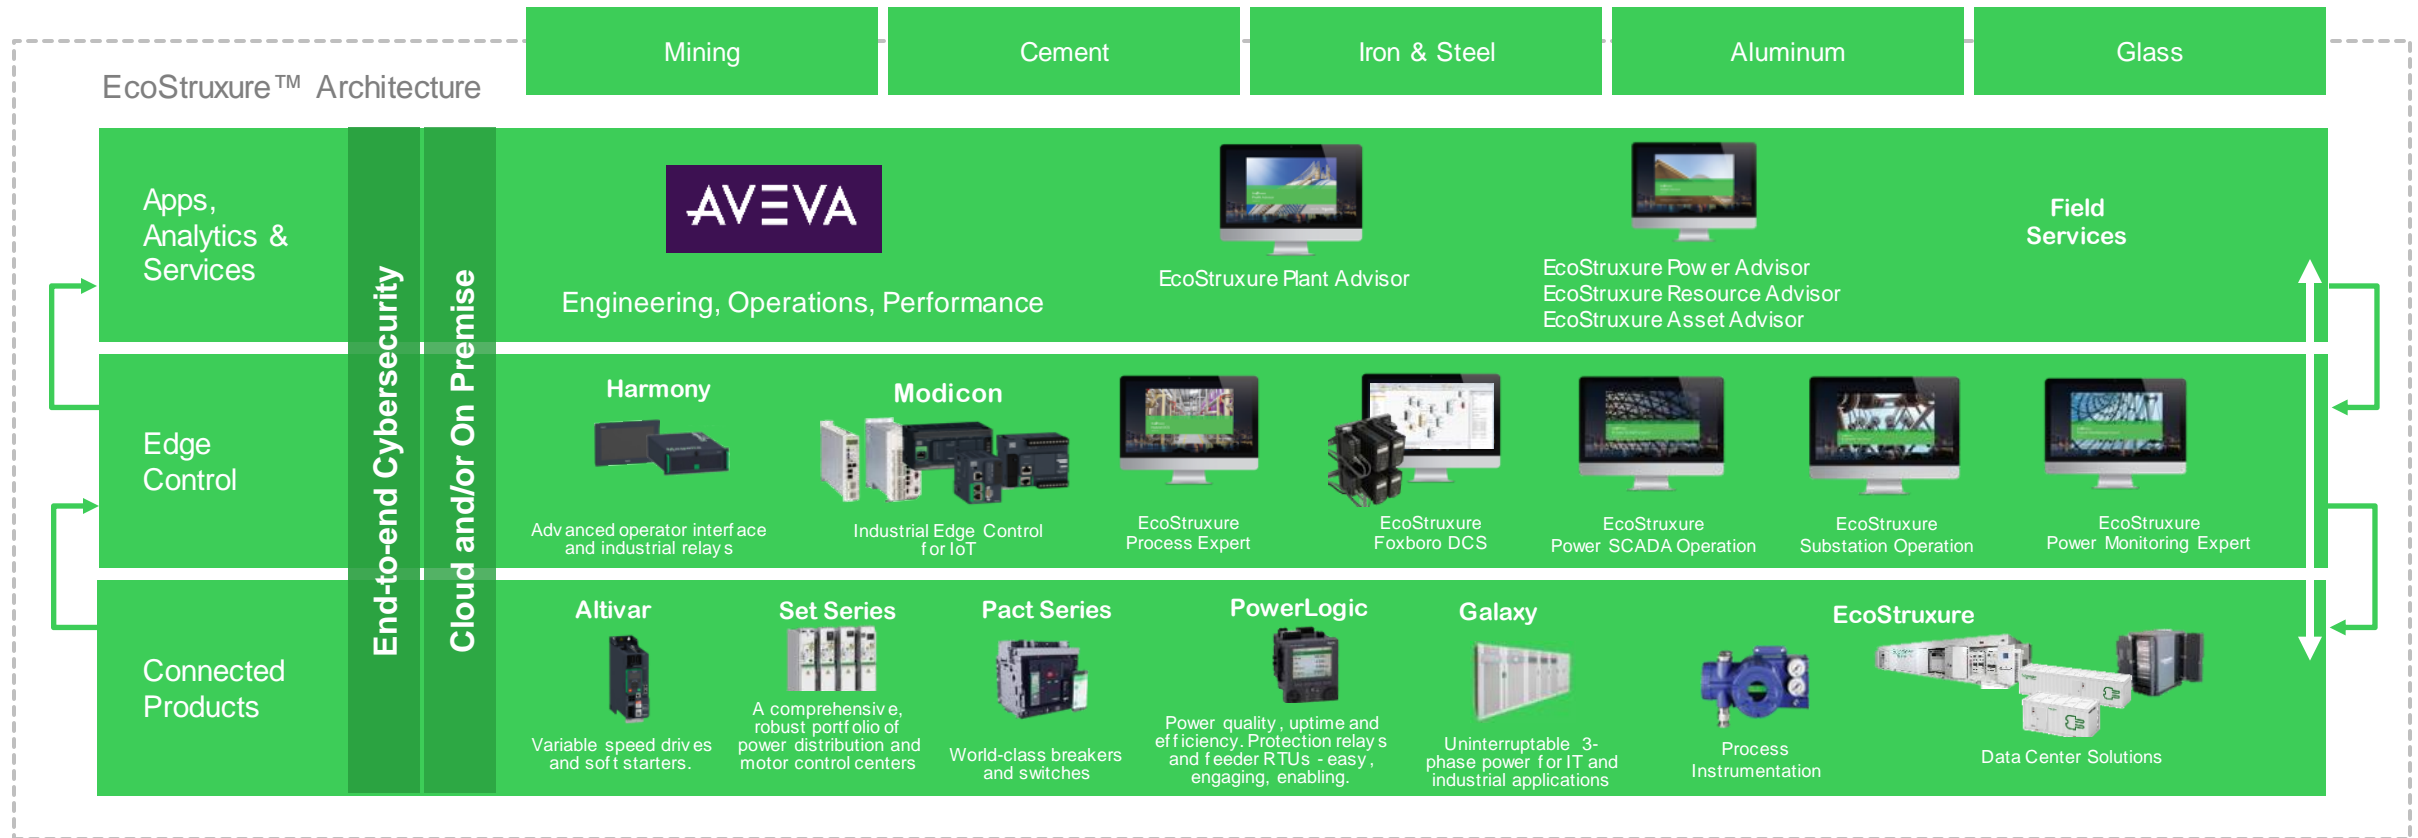 Mining
Cement
Iron & Steel
Aluminum
Glass
EcoStruxure™ Architecture
Apps,
Analytics &
Services
End-to-end Cybersecurity
Cloud and/or On Premise
AVEVA
Engineering, Operations, Performance
EcoStruxure Plant Advisor
EcoStruxure Power Advisor
EcoStruxure Resource Advisor
EcoStruxure Asset Advisor
Field
Services
Edge
Control
Harmony
Advanced operator interface
and industrial relays
Modicon
Industrial Edge Control
for IoT
EcoStruxure
Process Expert
EcoStruxure
Foxboro DCS
EcoStruxure
Power SCADA Operation
EcoStruxure
Substation Operation
EcoStruxure
Power Monitoring Expert
Connected
Products
Altivar
Variable speed drives
and soft starters.
Set Series
A comprehensive,
robust portfolio of
power distribution and
motor control centers
Pact Series
World-class breakers
and switches
PowerLogic
Power quality, uptime and
efficiency. Protection relays
and feeder RTUs - easy,
engaging, enabling.
Galaxy
Uninterruptable 3-
phase power for IT and
industrial applications
EcoStruxure
Process
Instrumentation
Data Center Solutions